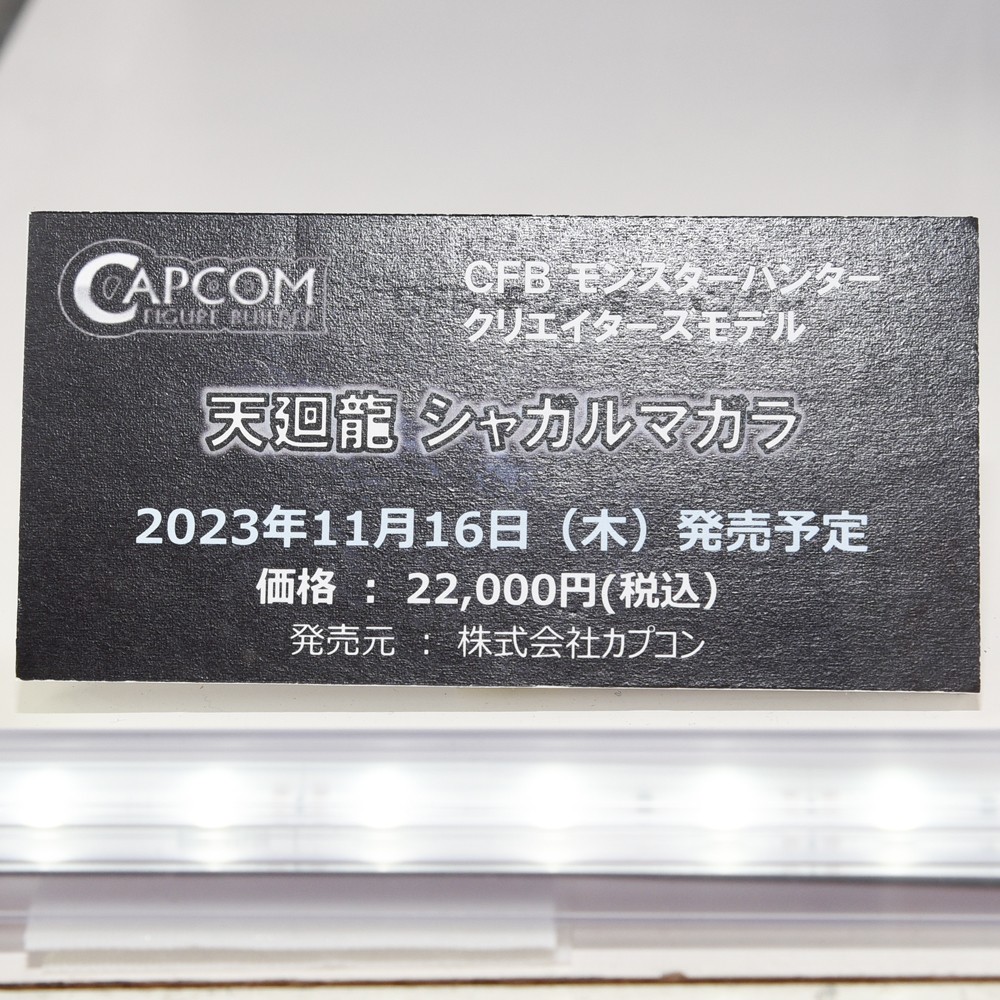 CAPCOM
FIGURE BUILDER
CFB モンスターハンター
クリエイターズモデル
天廻龍 シャガルマガラ
2023年11月16日（木）発売予定
価格 ： 22,000円(税込）
発売元 ： 株式会社カプコン